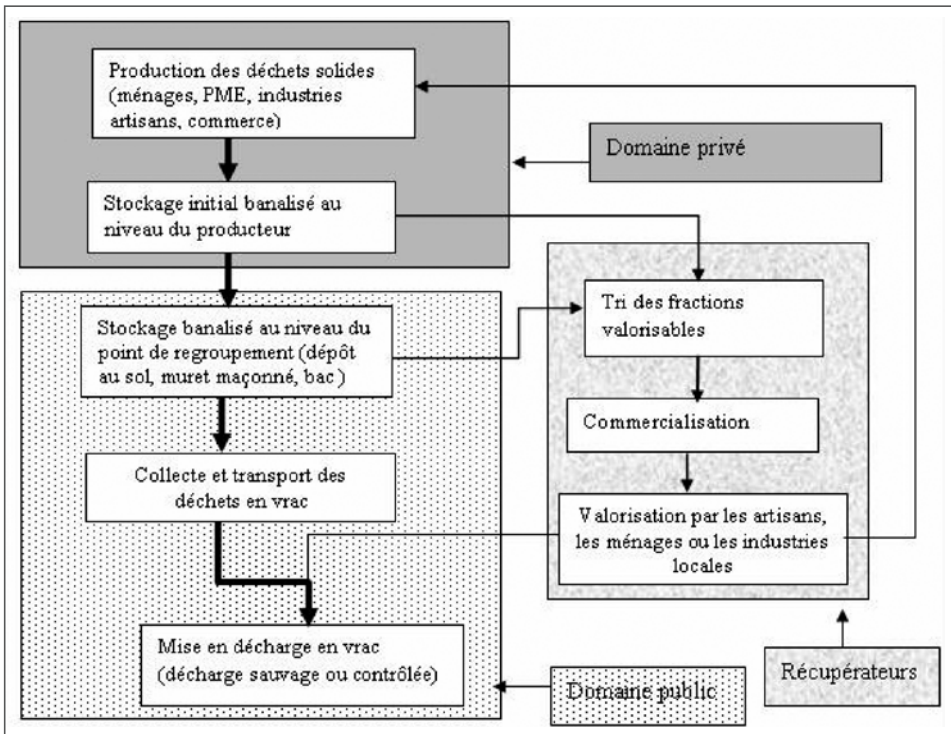 Production des déchets solides
(ménages, PME, industries
artisans, commerce)
Domaine privé
Stockage initial banalisé au
niveau du producteur
Tri des fractions
valorisables
Stockage banalisé au niveau du
point de regroupement (dépôt
au sol, muret maçonné, bac )
Commercialisation
Collecte et transport des
déchets en vrac
Valorisation par les artisans,
les ménages ou les industries
locales
Mise en décharge en vrac
(décharge sauvage ou contrôlée)
Domaine public
Récupérateurs